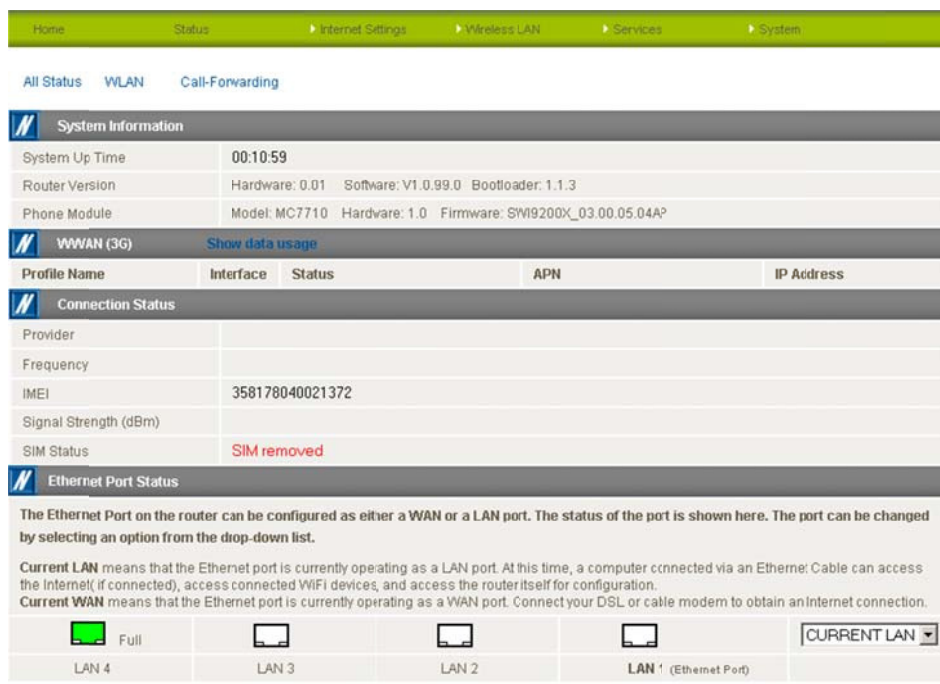 Home Status Internet Settings Wireless LAN Services System
All Status WLAN Call-Forwarding
System Information
System Up Time 00:10:59
Router Version Hardware: 0.01 Software: V1.0.99.0 Bootloader: 1.1.3
Phone Module Model: MC7710 Hardware: 1.0 Firmware: SWI9200X_03.00.05.04AP
WWAN (3G) Show data usage
Profile Name Interface Status APN IP Address
Connection Status
Provider
Frequency
IMEI 358178040021372
Signal Strength (dBm)
SIM Status SIM removed
Ethernet Port Status
The Ethernet Port on the router can be configured as either a WAN or a LAN port. The status of the port is shown here. The port can be changed
by selecting an option from the drop-down list.
Current LAN means that the Ethernet port is currently operating as a LAN port. At this time, a computer connected via an Ethernet Cable can access
the Internet( if connected), access connected WiFi devices, and access the router itself for configuration.
Current WAN means that the Ethernet port is currently operating as a WAN port. Connect your DSL or cable modem to obtain an Internet connection.
Full CURRENT LAN
LAN 4 LAN 3 LAN 2 LAN 1 (Ethernet Port)